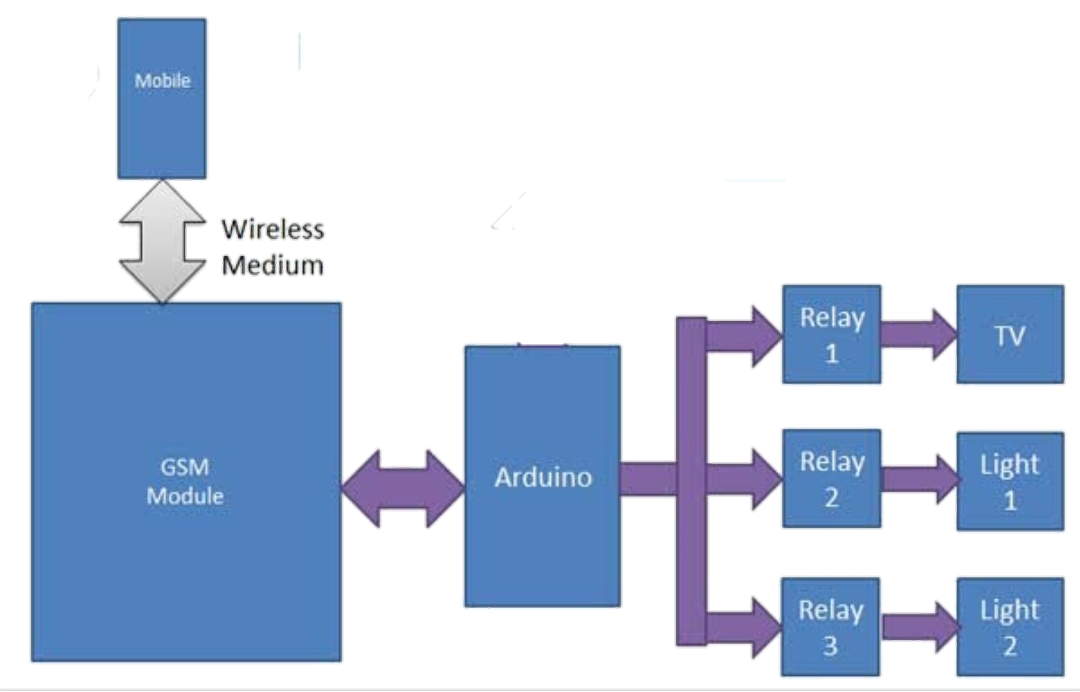 Mobile
Wireless
Medium
GSM
Module
Arduino
Relay
1
TV
Relay
2
Light
1
Relay
3
Light
2